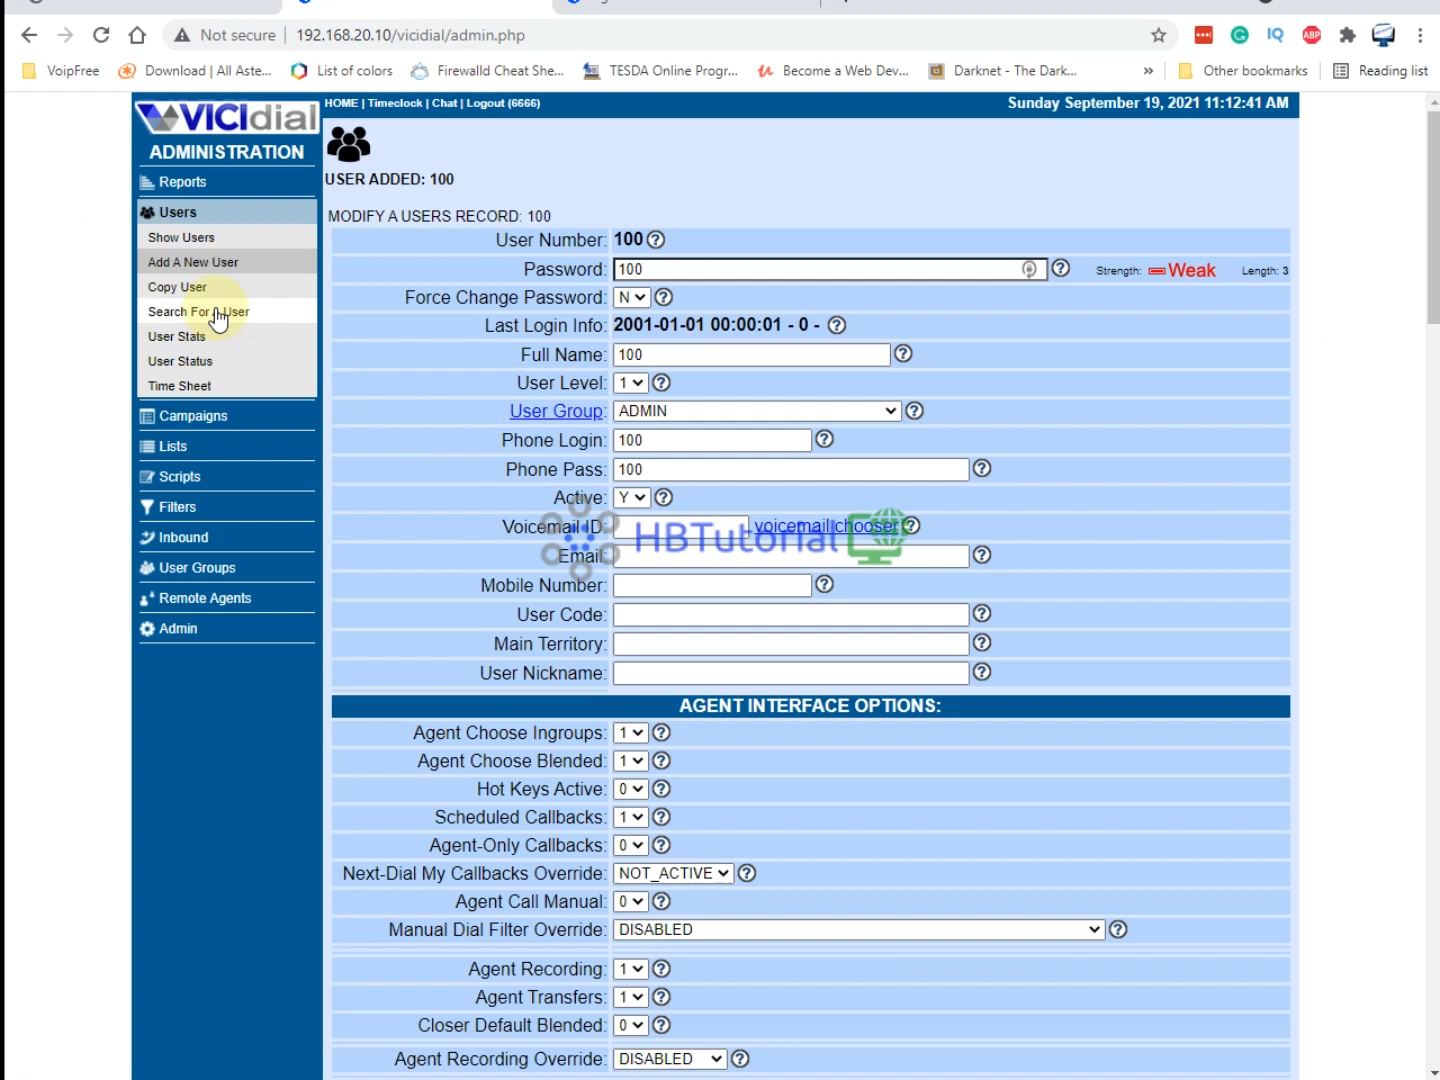 Not secure | 192.168.20.10/vicidial/admin.php
IQ
ABP
VoipFree
Download | All Aste...
List of colors
Firewalld Cheat She...
TESDA Online Progr...
Become a Web Dev...
Darknet - The Dark...
»
Other bookmarks
Reading list
VICIdial
HOME | Timeclock | Chat | Logout (6666)
Sunday September 19, 2021 11:12:41 AM
ADMINISTRATION
Reports
Users
Show Users
Add A New User
Copy User
Search For A User
User Stats
User Status
Time Sheet
Campaigns
Lists
Scripts
Filters
Inbound
User Groups
Remote Agents
Admin
USER ADDED: 100
MODIFY A USERS RECORD: 100
User Number: 100
Password: 100 Strength: Weak Length: 3
Force Change Password: N
Last Login Info: 2001-01-01 00:00:01 - 0 -
Full Name: 100
User Level: 1
User Group: ADMIN
Phone Login: 100
Phone Pass: 100
Active: Y
Voicemail ID: voicemail chooser
HBTutorial
Email:
Mobile Number:
User Code:
Main Territory:
User Nickname:
AGENT INTERFACE OPTIONS:
Agent Choose Ingroups: 1
Agent Choose Blended: 1
Hot Keys Active: 0
Scheduled Callbacks: 1
Agent-Only Callbacks: 0
Next-Dial My Callbacks Override: NOT_ACTIVE
Agent Call Manual: 0
Manual Dial Filter Override: DISABLED
Agent Recording: 1
Agent Transfers: 1
Closer Default Blended: 0
Agent Recording Override: DISABLED